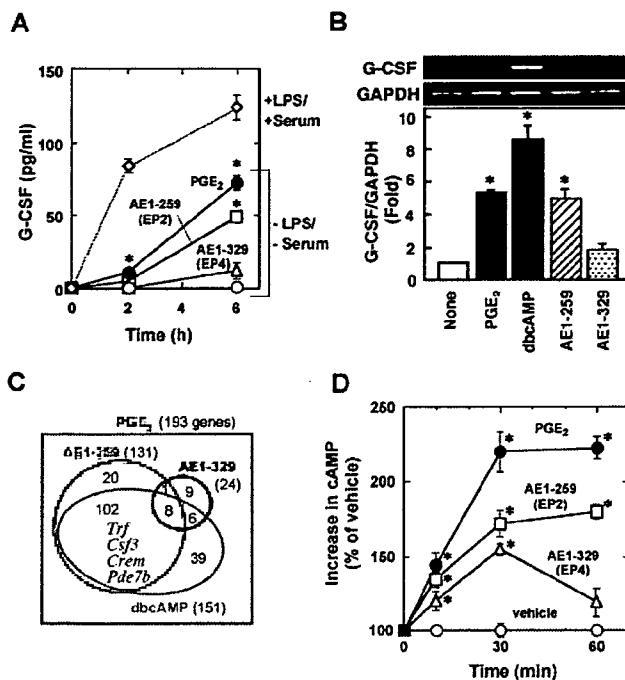 A
G-CSF (pg/ml)
150
100
50
0
+LPS/
+Serum
PGE2
AE1-259
(EP2)
AE1-329
(EP4)
- LPS/
- Serum
*
*
*
0 2 4 6
Time (h)
B
G-CSF
GAPDH
G-CSF/GAPDH
(Fold)
10
8
6
4
2
0
*
*
*
None
PGE2
dbcAMP
AE1-259
AE1-329
C
PGE2 (193 genes)
AE1-259 (131)
AE1-329
(24)
20
1
9
102
8
6
39
Trf
Csf3
Crem
Pde7b
dbcAMP (151)
D
Increase in cAMP
(% of vehicle)
250
200
150
100
PGE2
AE1-259
(EP2)
AE1-329
(EP4)
vehicle
*
*
*
*
*
*
*
*
0 30 60
Time (min)